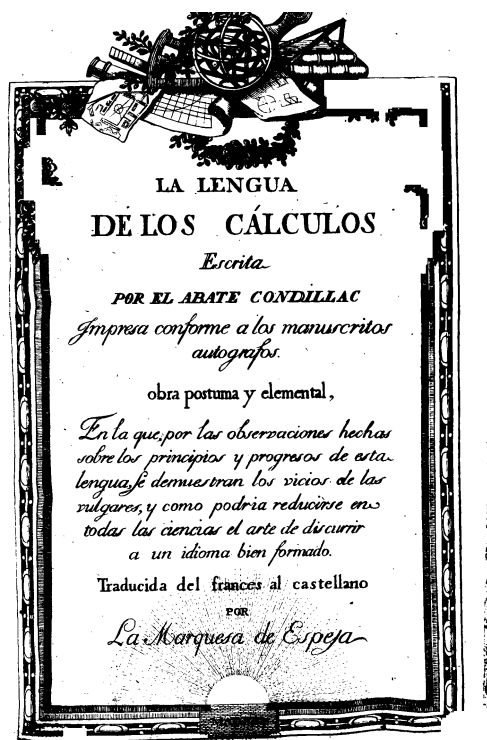 LA LENGUA
DE LOS CÁLCULOS
Escrita
POR EL ABATE CONDILLAC
Impresa conforme a los manuscritos
autografos.
obra postuma y elemental,
En la que, por las observaciones hechas
sobre los principios y progresos de esta
lengua, se demuestran los vicios de las
vulgares, y como podria reducirse en
todas las ciencias el arte de discurrir
a un idioma bien formado.
Traducida del frances al castellano
POR
La Marquesa de Espeja